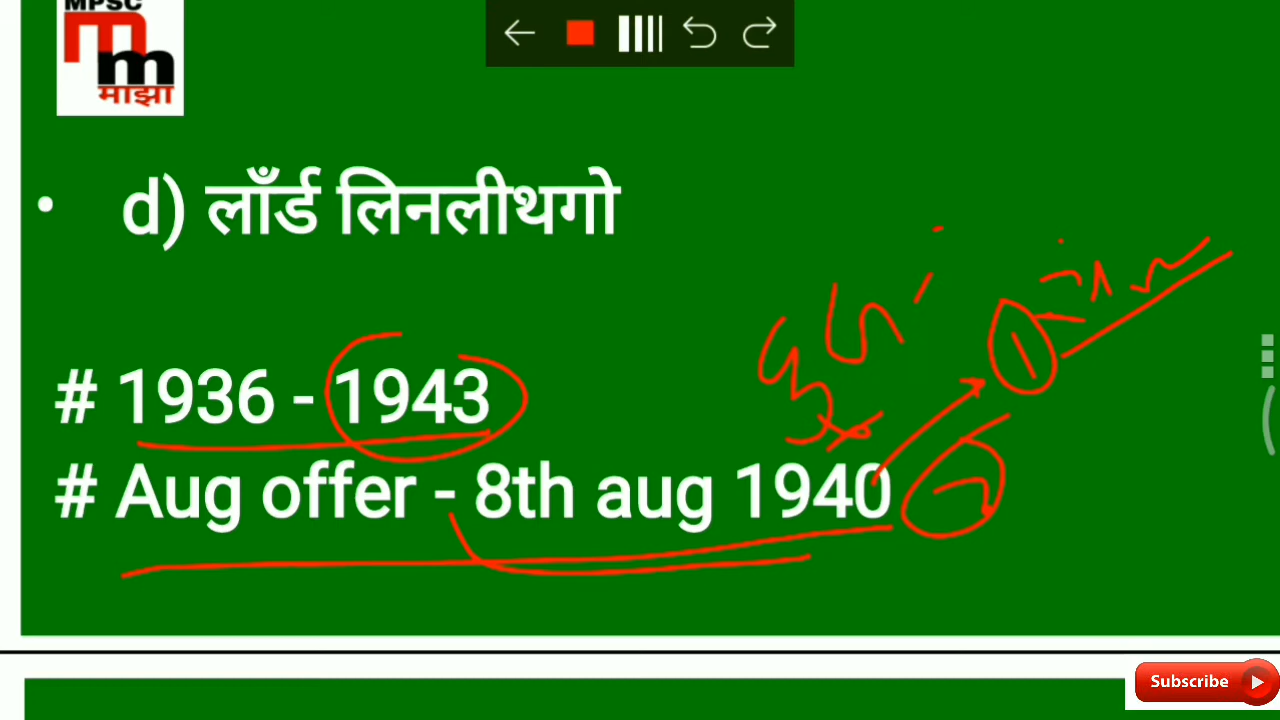 MPSC
m
माझा
d) लॉंर्ड लिनलीथगो
# 1936 - 1943
# Aug offer - 8th aug 1940
Subscribe